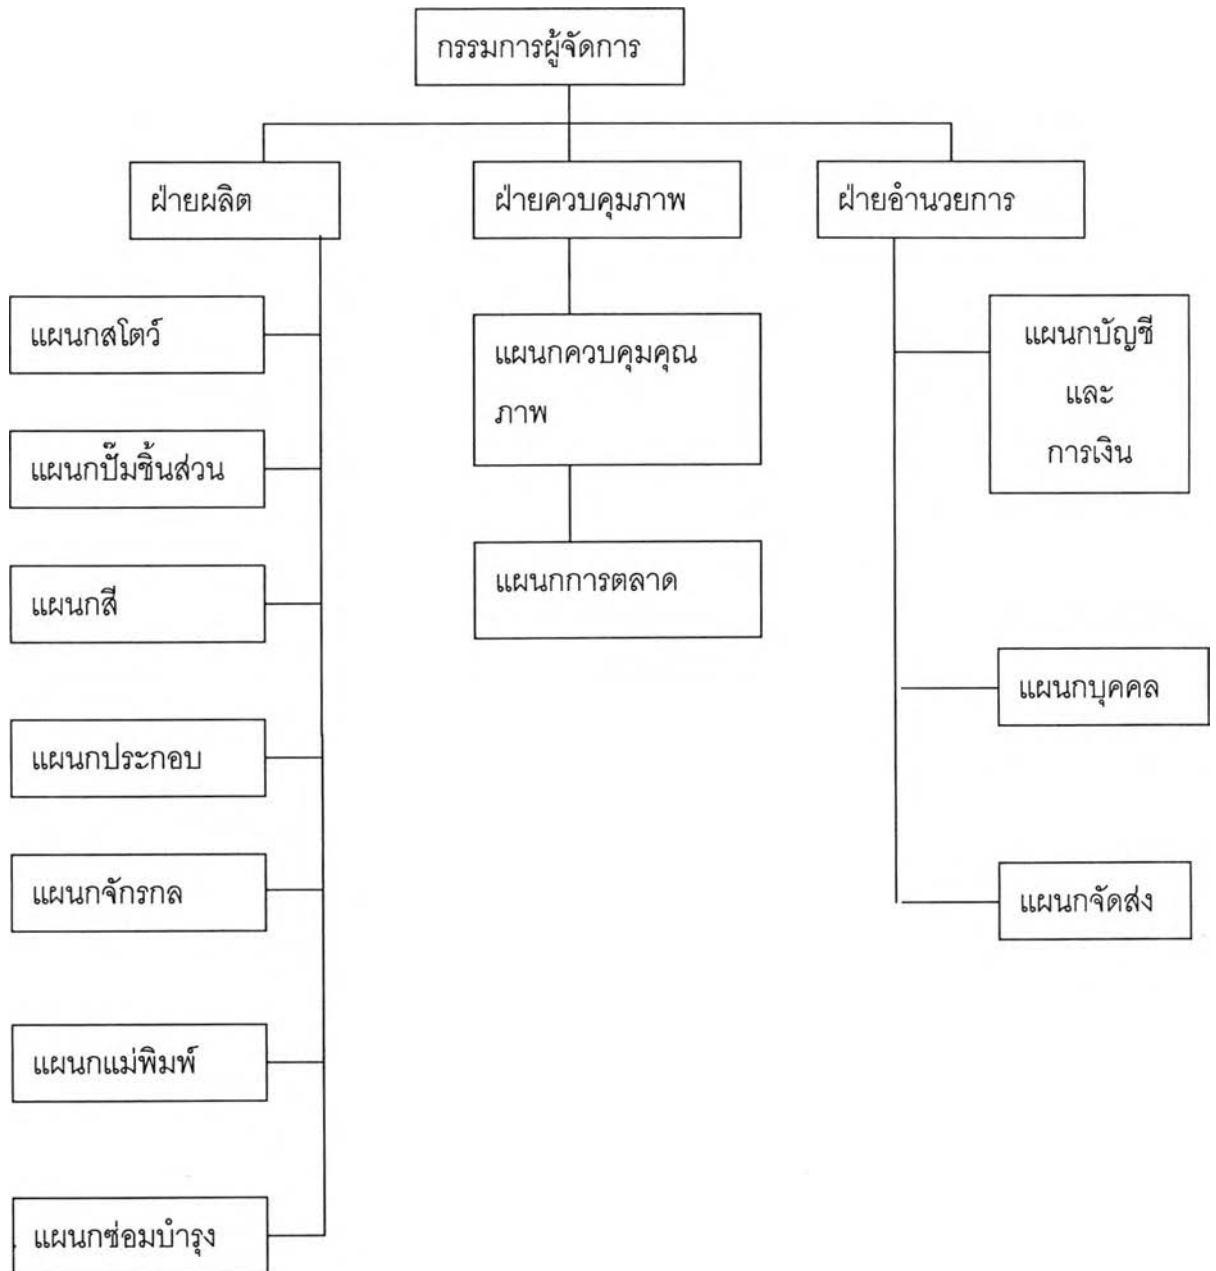 กรรมการผู้จัดการ
ฝ่ายผลิต
ฝ่ายควบคุมภาพ
ฝ่ายอำนวยการ
แผนกสโตว์
แผนกปั๊มชิ้นส่วน
แผนกสี
แผนกประกอบ
แผนกจักรกล
แผนกแม่พิมพ์
แผนกซ่อมบำรุง
แผนกควบคุมคุณ
ภาพ
แผนกการตลาด
แผนกบัญชี
และ
การเงิน
แผนกบุคคล
แผนกจัดส่ง